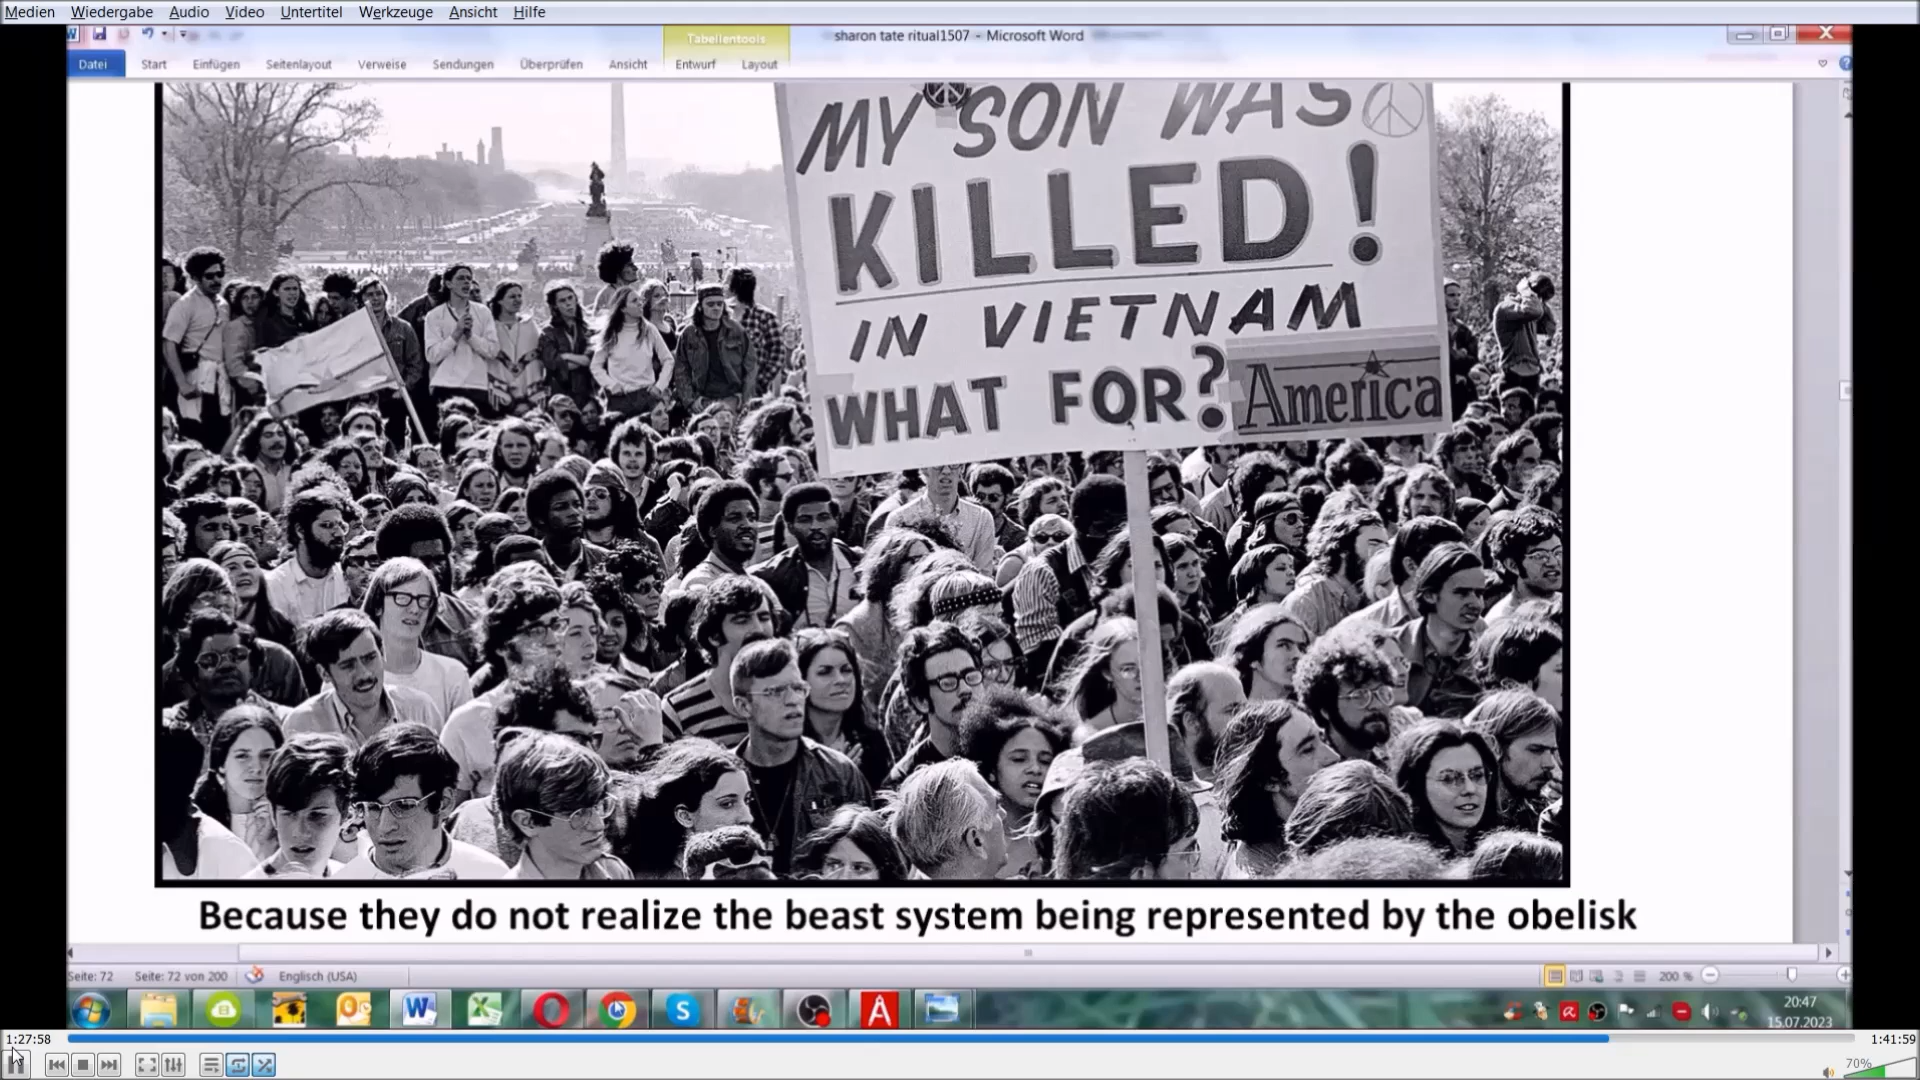 Medien Wiedergabe Audio Video Untertitel Werkzeuge Ansicht Hilfe
Tabellentools
sharon tate ritual1507 - Microsoft Word
Datei Start Einfügen Seitenlayout Verweise Sendungen Überprüfen Ansicht Entwurf Layout
MY SON WAS
KILLED!
IN VIETNAM
WHAT FOR?
America
Because they do not realize the beast system being represented by the obelisk
Seite: 72 Seite: 72 von 200 Englisch (USA) 200 %
20:47
15.07.2023
1:27:58 1:41:59
70%